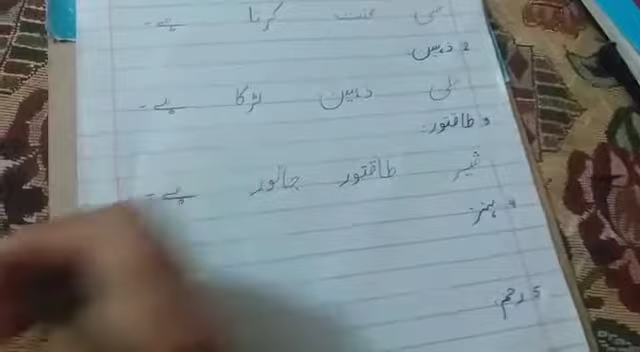 محنت کرتا ہے۔
2 ذہین
علی ذہین لڑکا ہے۔
3 طاقتور:
شیر طاقتور جانور ہے۔
4 ہنر:
5 رحم: